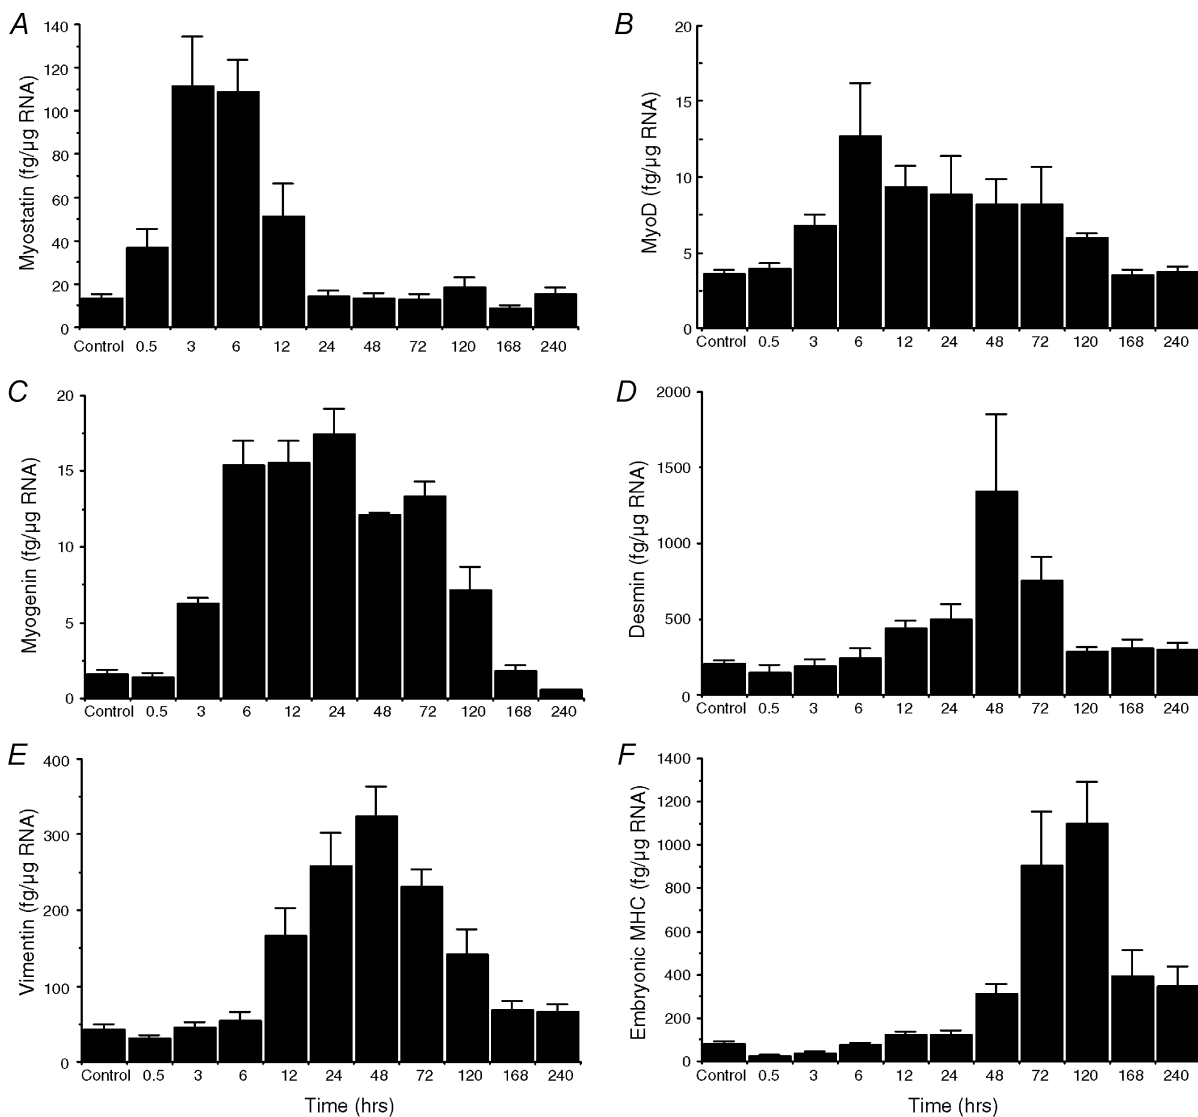 A
Myostatin (fg/µg RNA)
140
120
100
80
60
40
20
0
Control 0.5 3 6 12 24 48 72 120 168 240
B
MyoD (fg/µg RNA)
20
15
10
5
0
Control 0.5 3 6 12 24 48 72 120 168 240
C
Myogenin (fg/µg RNA)
20
15
10
5
0
Control 0.5 3 6 12 24 48 72 120 168 240
D
Desmin (fg/µg RNA)
2000
1500
1000
500
0
Control 0.5 3 6 12 24 48 72 120 168 240
E
Vimentin (fg/µg RNA)
400
300
200
100
0
Control 0.5 3 6 12 24 48 72 120 168 240
Time (hrs)
F
Embryonic MHC (fg/µg RNA)
1400
1200
1000
800
600
400
200
0
Control 0.5 3 6 12 24 48 72 120 168 240
Time (hrs)